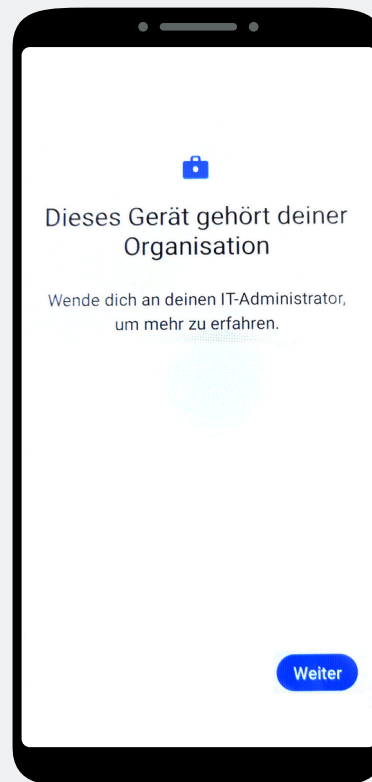 Dieses Gerät gehört deiner
Organisation
Wende dich an deinen IT-Administrator,
um mehr zu erfahren.
Weiter